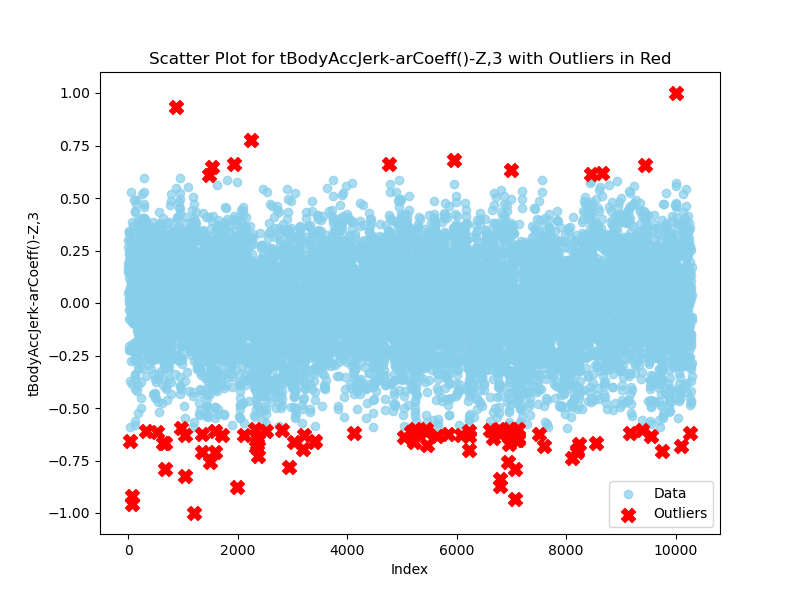 Scatter Plot for tBodyAccJerk-arCoeff()-Z,3 with Outliers in Red
1.00
0.75
0.50
0.25
0.00
−0.25
−0.50
−0.75
−1.00
tBodyAccJerk-arCoeff()-Z,3
0 2000 4000 6000 8000 10000
Index
Data
Outliers